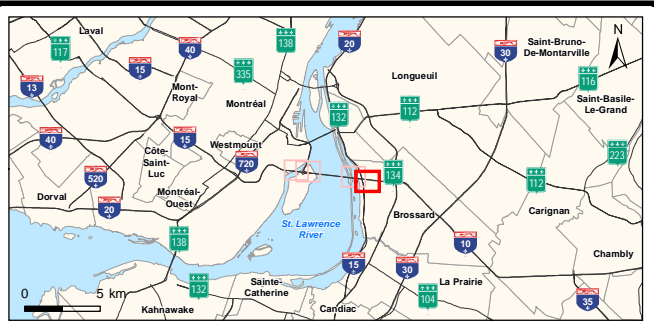 Laval
117
40
138
20
30
Saint-Bruno-
De-Montarville
N
13
15
335
Longueuil
116
Mont-
Royal
Montréal
132
112
Saint-Basile-
Le-Grand
40
15
Westmount
Côte-
Saint-
Luc
720
223
520
134
112
Dorval
Montréal-
Ouest
20
Brossard
Carignan
St. Lawrence
River
138
10
Chambly
15
30
0 5 km
132
Sainte-
Catherine
La Prairie
104
35
Kahnawake
Candiac